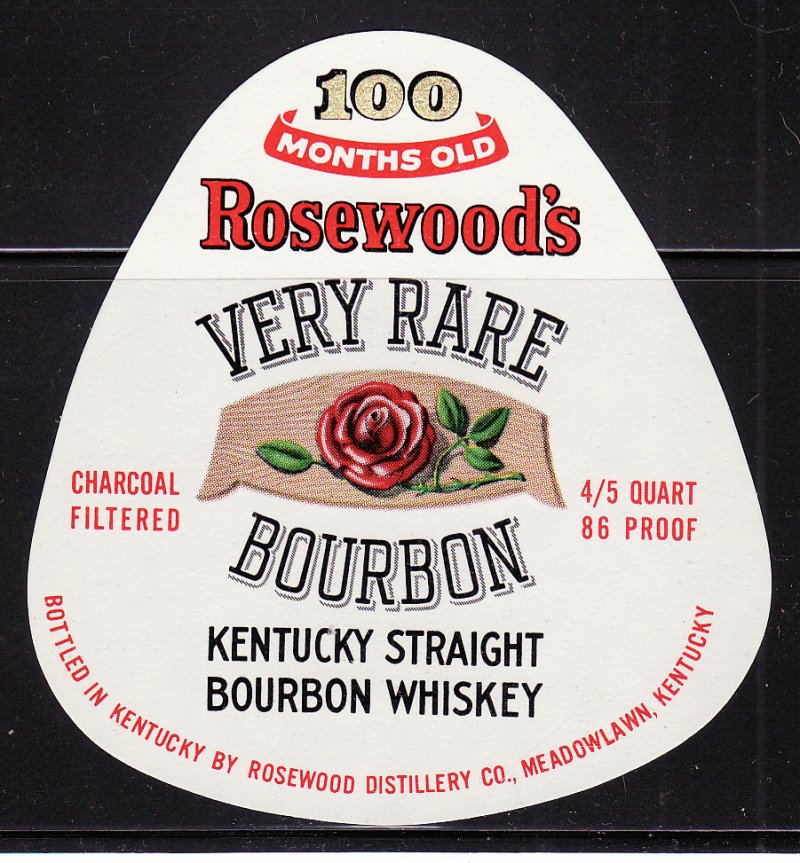 100
MONTHS OLD
Rosewood's
VERY RARE
CHARCOAL
FILTERED
4/5 QUART
86 PROOF
BOURBON
KENTUCKY STRAIGHT
BOURBON WHISKEY
BOTTLED IN KENTUCKY BY ROSEWOOD DISTILLERY CO., MEADOWLAWN, KENTUCKY